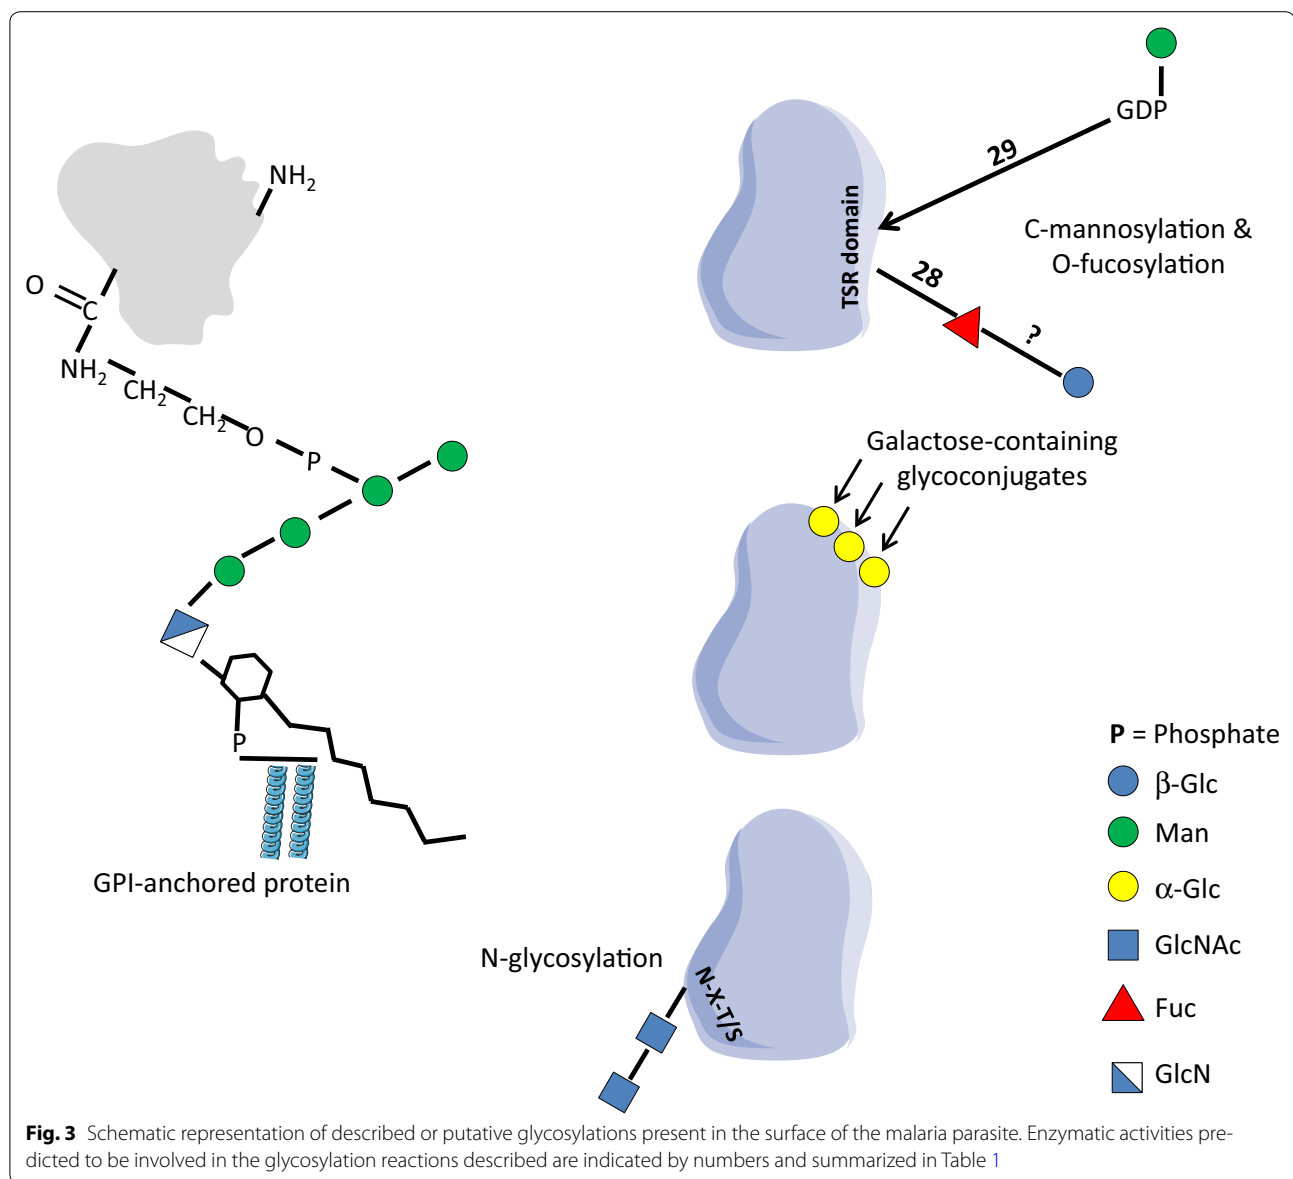 NH₂
O
C
NH₂
CH₂
CH₂
O
P
P
GPI-anchored protein
GDP
29
TSR domain
C-mannosylation &
O-fucosylation
28
?
Galactose-containing
glycoconjugates
N-glycosylation
N-X-T/S
P = Phosphate
β-Glc
Man
α-Glc
GlcNAc
Fuc
GlcN
Fig. 3 Schematic representation of described or putative glycosylations present in the surface of the malaria parasite. Enzymatic activities pre-
dicted to be involved in the glycosylation reactions described are indicated by numbers and summarized in Table 1